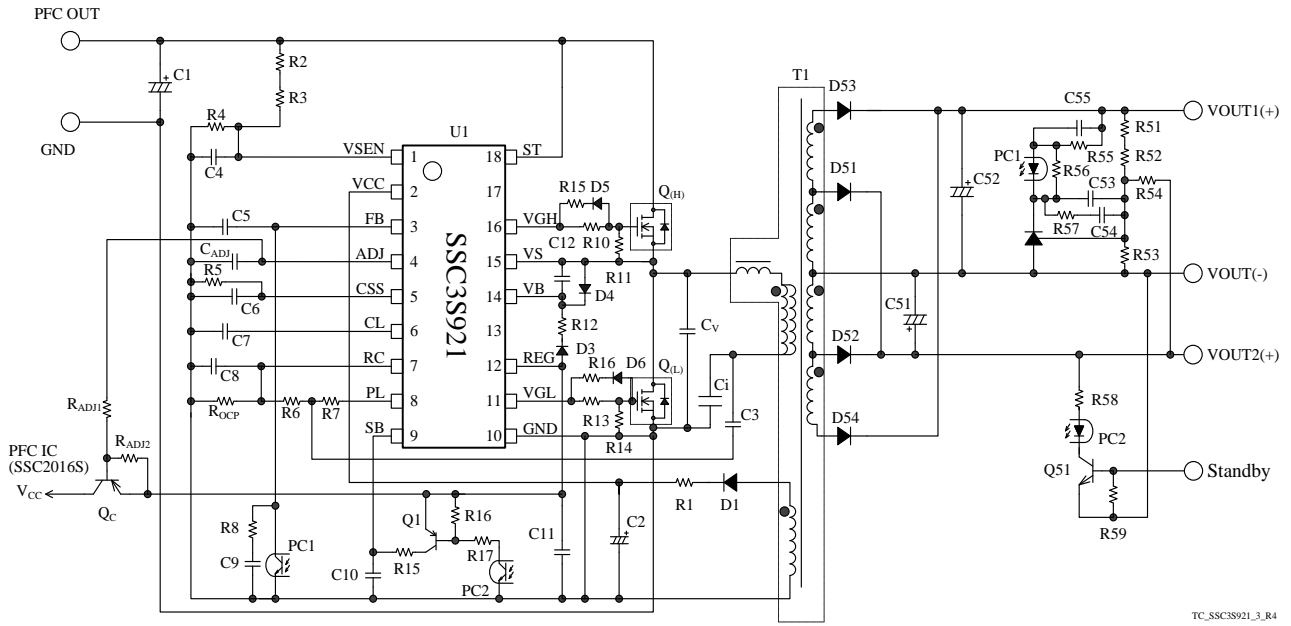 PFC OUT
C1
R2
R3
R4
C4
GND
U1
SSC3S921
VSEN 1
VCC 2
FB 3
ADJ 4
CSS 5
CL 6
RC 7
PL 8
SB 9
18 ST
17
16 VGH
15 VS
14 VB
13
12 REG
11 VGL
10 GND
C5
CADJ
R5
C6
C7
C8
ROCP
R6
R7
RADJ1
RADJ2
PFC IC
(SSC2016S)
VCC
QC
R8
C9
PC1
C10
R15
Q1
R16
R17
PC2
C11
C2
R1
D1
R15
D5
Q(H)
C12
R10
R11
D4
R12
D3
R16
D6
Q(L)
R13
R14
CV
Ci
C3
T1
D53
D51
D52
D54
C52
C51
C55
PC1
R55
R56
C53
R57
C54
R51
R52
R54
R53
R58
PC2
Q51
R59
VOUT1(+)
VOUT(-)
VOUT2(+)
Standby
TC_SSC3S921_3_R4